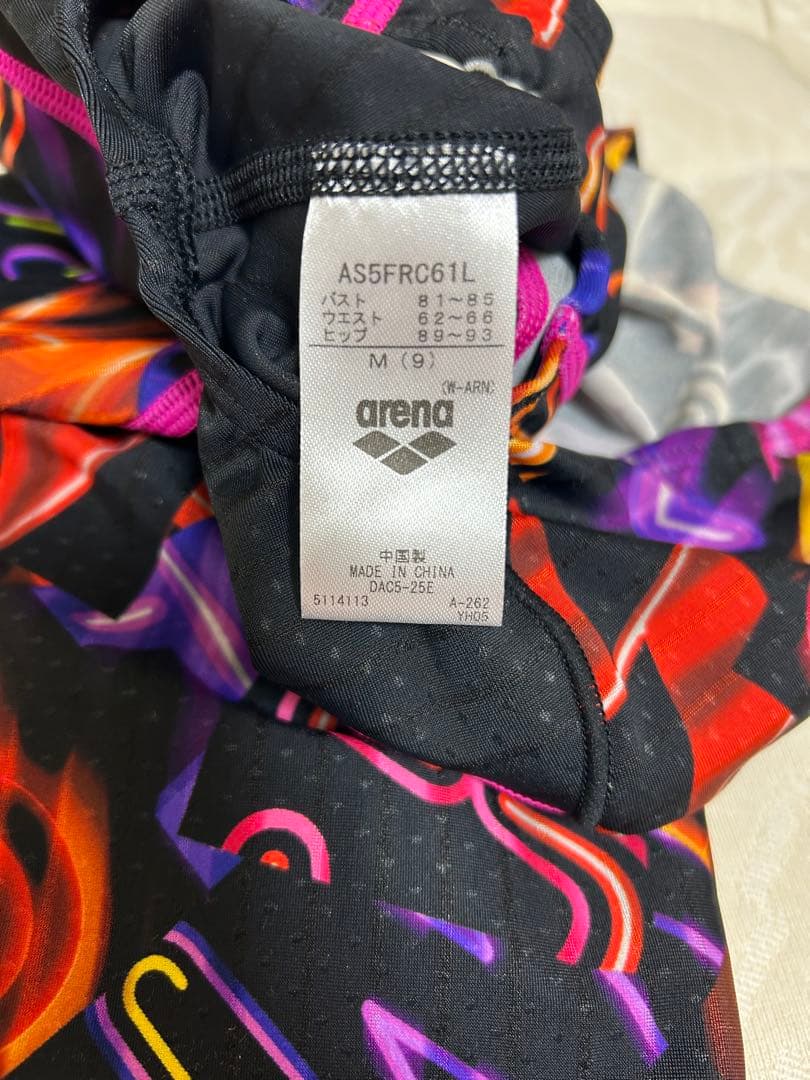 AS5FRC61L
バスト 81~85
ウエスト 62~66
ヒップ 89~93
M (9)
(W-ARN)
arena
中国製
MADE IN CHINA
DAC5-25E
5114113 A-262
YH05